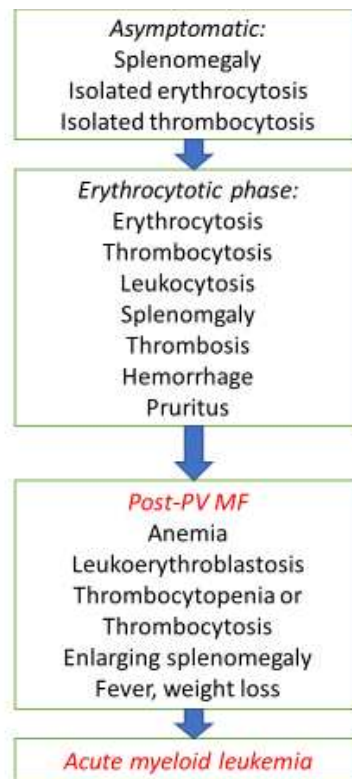 Asymptomatic:
Splenomegaly
Isolated erythrocytosis
Isolated thrombocytosis
Erythrocytotic phase:
Erythrocytosis
Thrombocytosis
Leukocytosis
Splenomgaly
Thrombosis
Hemorrhage
Pruritus
Post-PV MF
Anemia
Leukoerythroblastosis
Thrombocytopenia or
Thrombocytosis
Enlarging splenomegaly
Fever, weight loss
Acute myeloid leukemia